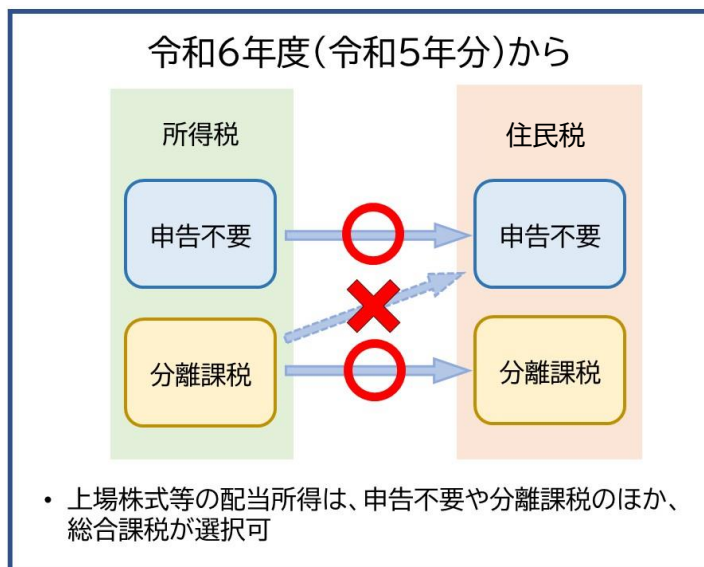 令和6年度(令和5年分)から
所得税
住民税
申告不要
申告不要
分離課税
分離課税
• 上場株式等の配当所得は、申告不要や分離課税のほか、
総合課税が選択可